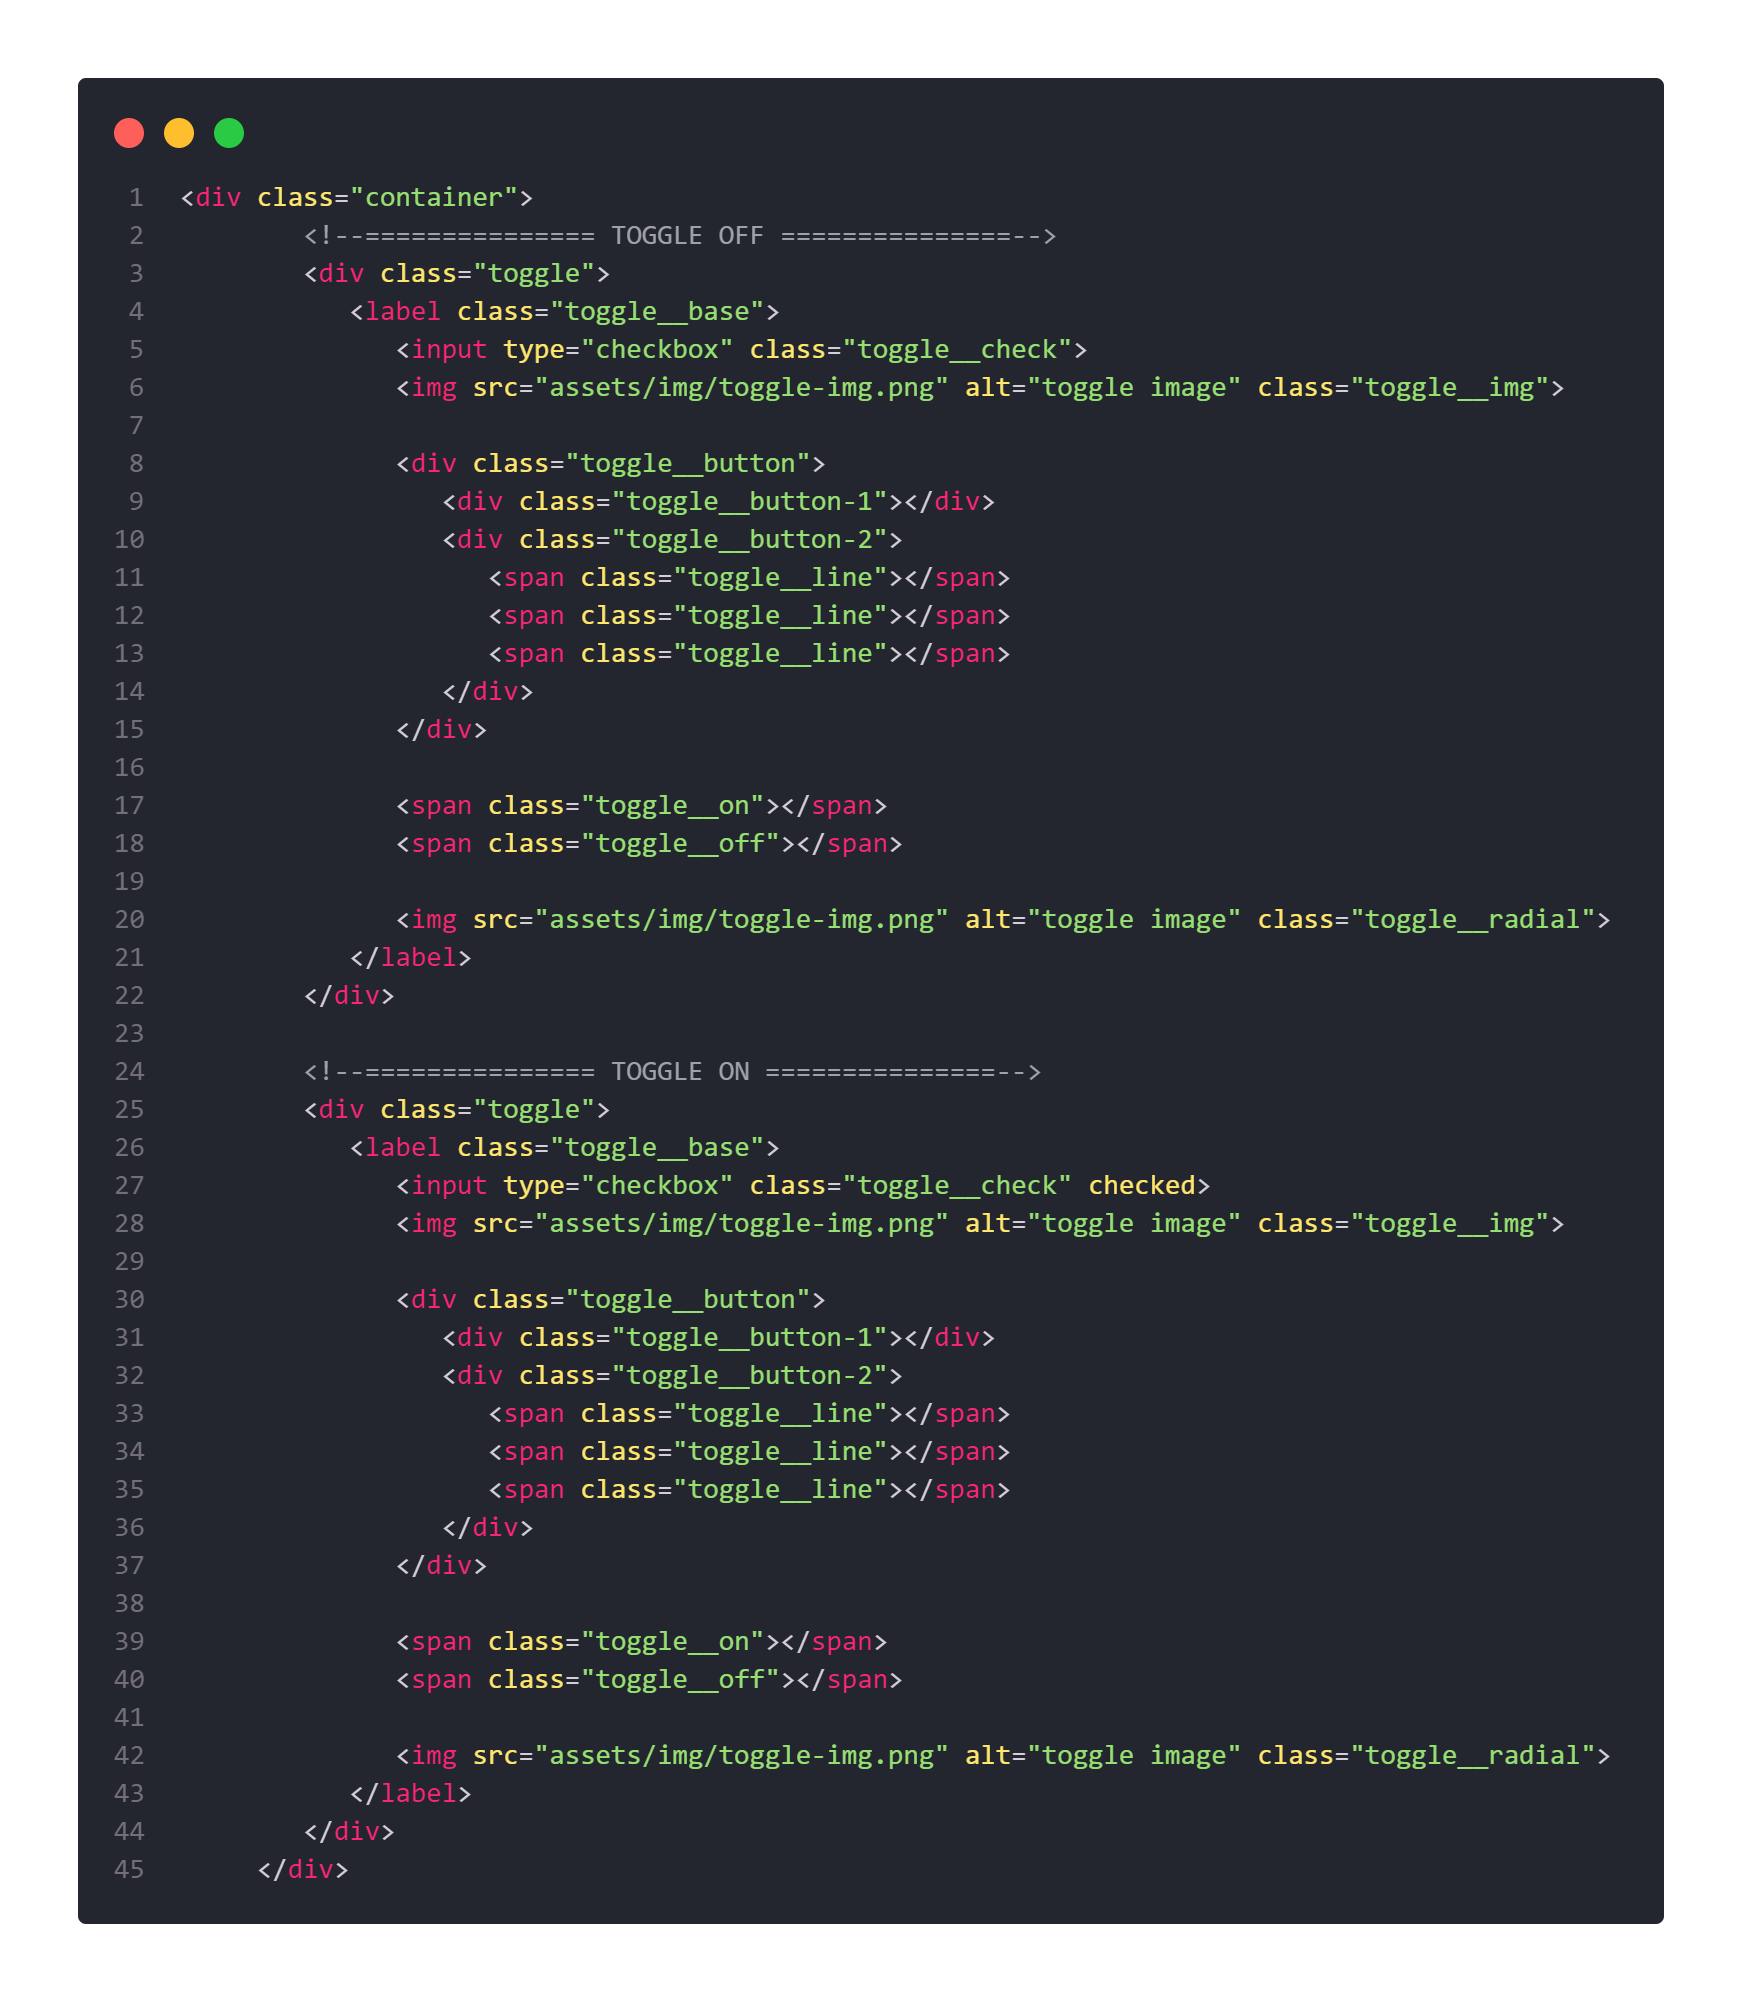 1 <div class="container">
2         <!--=============== TOGGLE OFF ===============-->
3         <div class="toggle">
4            <label class="toggle__base">
5               <input type="checkbox" class="toggle__check">
6               <img src="assets/img/toggle-img.png" alt="toggle image" class="toggle__img">
7
8               <div class="toggle__button">
9                  <div class="toggle__button-1"></div>
10                  <div class="toggle__button-2">
11                     <span class="toggle__line"></span>
12                     <span class="toggle__line"></span>
13                     <span class="toggle__line"></span>
14                  </div>
15               </div>
16
17               <span class="toggle__on"></span>
18               <span class="toggle__off"></span>
19
20               <img src="assets/img/toggle-img.png" alt="toggle image" class="toggle__radial">
21            </label>
22         </div>
23
24         <!--=============== TOGGLE ON ===============-->
25         <div class="toggle">
26            <label class="toggle__base">
27               <input type="checkbox" class="toggle__check" checked>
28               <img src="assets/img/toggle-img.png" alt="toggle image" class="toggle__img">
29
30               <div class="toggle__button">
31                  <div class="toggle__button-1"></div>
32                  <div class="toggle__button-2">
33                     <span class="toggle__line"></span>
34                     <span class="toggle__line"></span>
35                     <span class="toggle__line"></span>
36                  </div>
37               </div>
38
39               <span class="toggle__on"></span>
40               <span class="toggle__off"></span>
41
42               <img src="assets/img/toggle-img.png" alt="toggle image" class="toggle__radial">
43            </label>
44         </div>
45      </div>